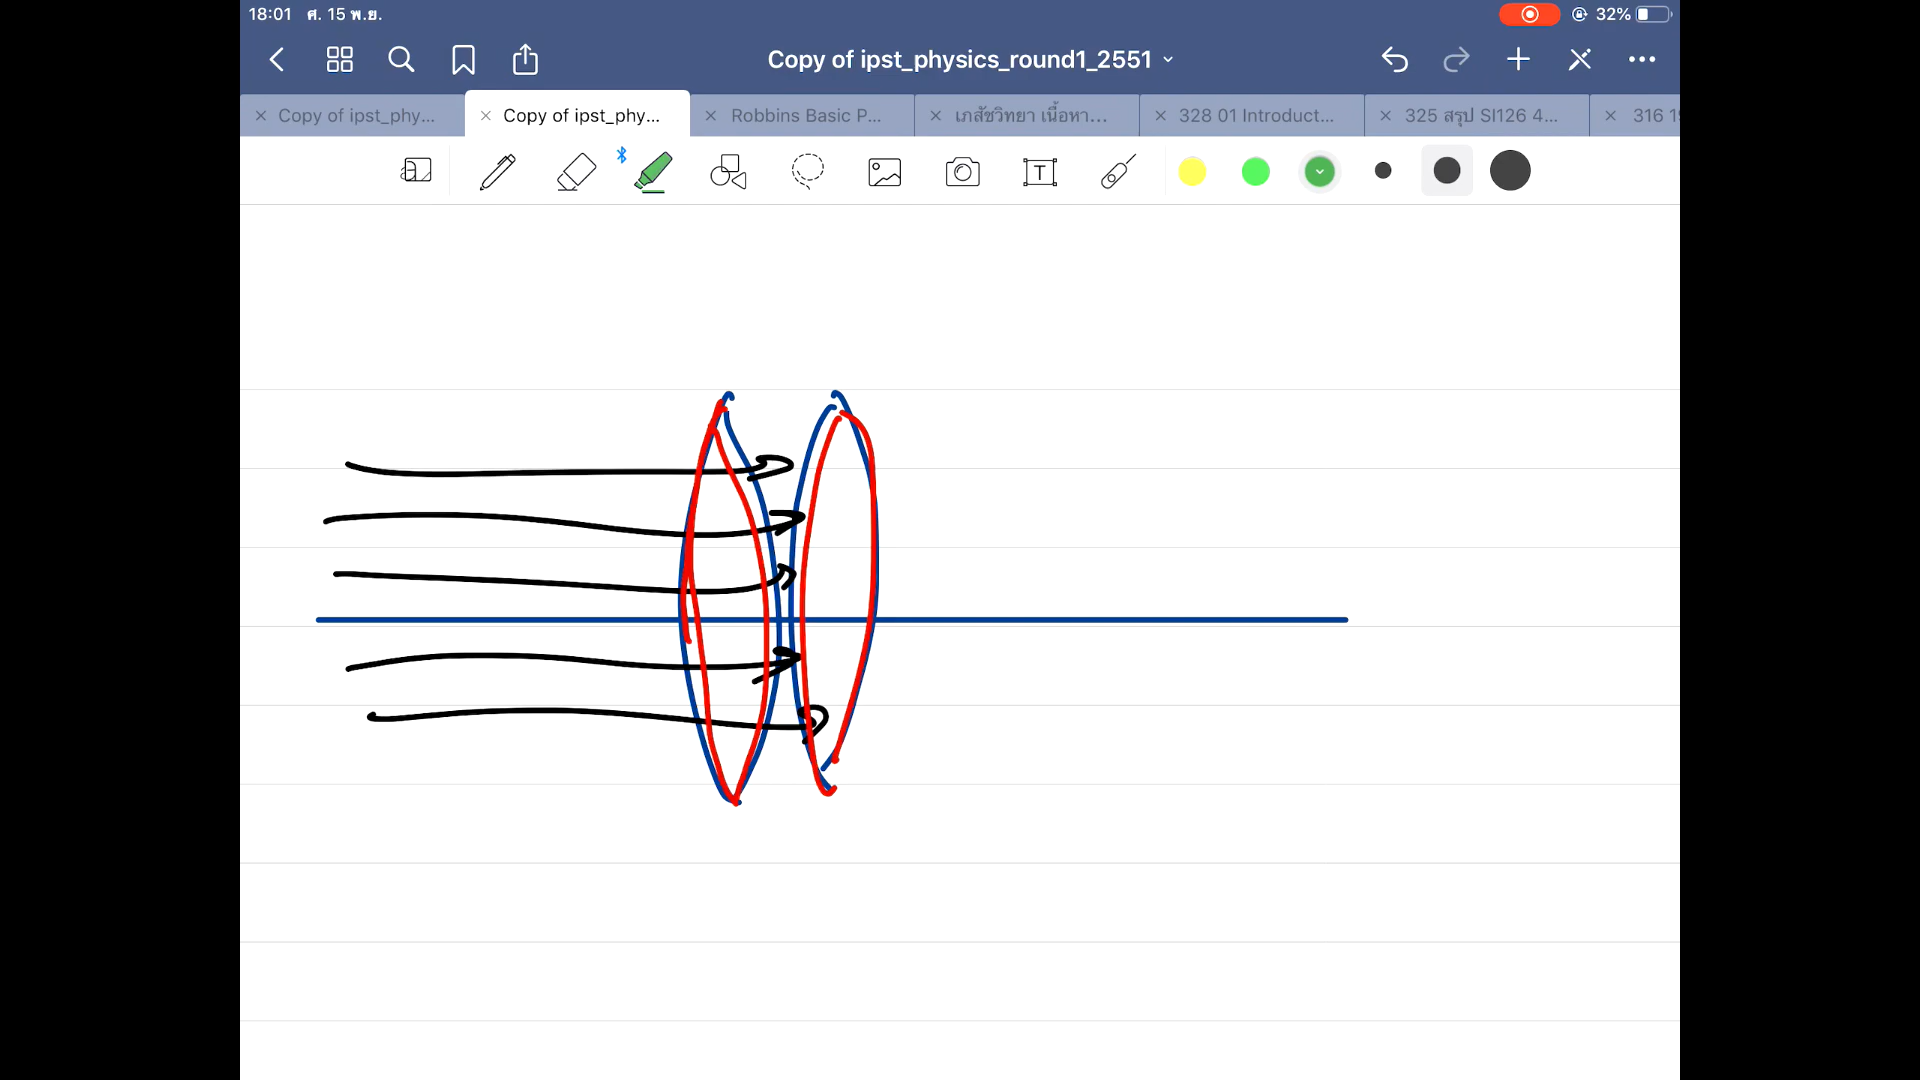 18:01 ศ. 15 พ.ย. 32%
Copy of ipst_physics_round1_2551
Copy of ipst_phy... Copy of ipst_phy... Robbins Basic P... เภสัชวิทยา เนื้อหา... 328 01 Introduct... 325 สรุป SI126 4... 316
T